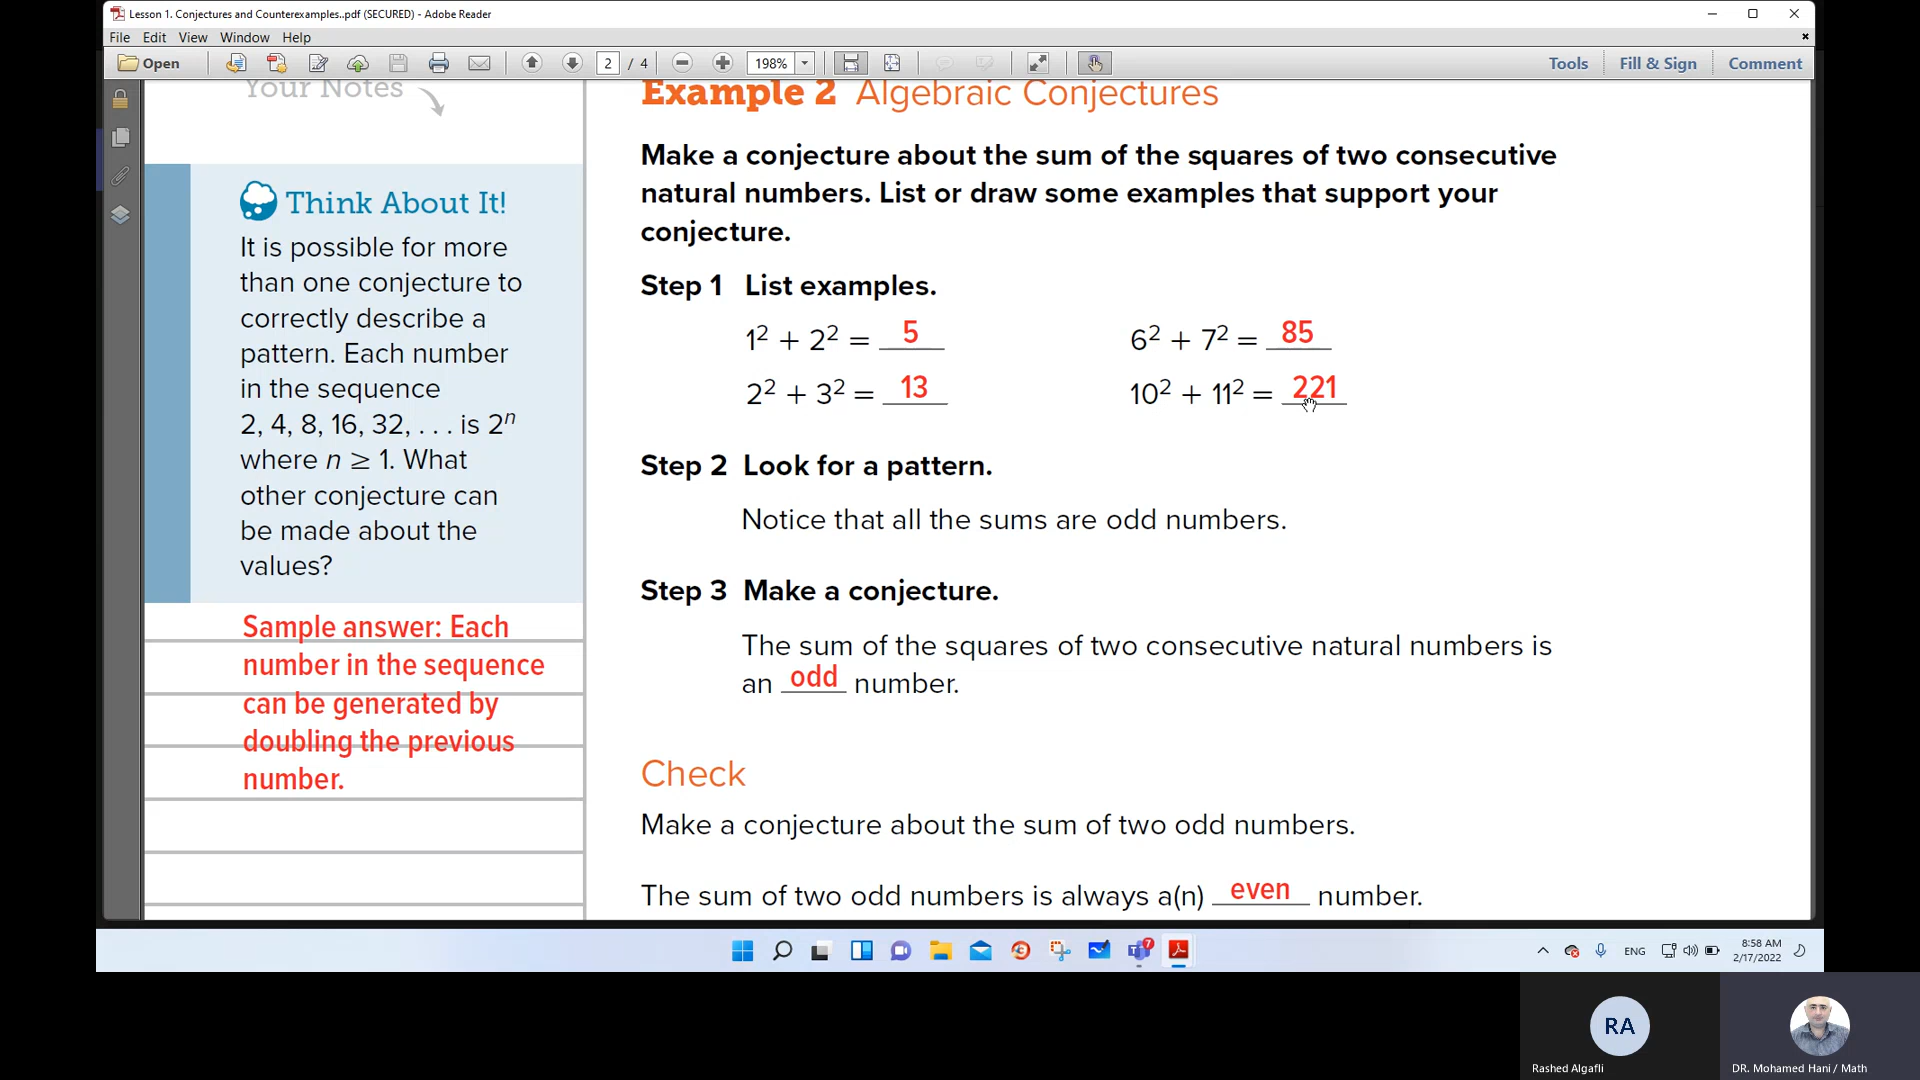 Lesson 1. Conjectures and Counterexamples..pdf (SECURED) - Adobe Reader
File Edit View Window Help
Open 2 / 4 198% Tools Fill & Sign Comment
Your Notes
Think About It!
It is possible for more
than one conjecture to
correctly describe a
pattern. Each number
in the sequence
2, 4, 8, 16, 32, . . . is 2ⁿ
where n ≥ 1. What
other conjecture can
be made about the
values?
Sample answer: Each
number in the sequence
can be generated by
doubling the previous
number.
Example 2 Algebraic Conjectures
Make a conjecture about the sum of the squares of two consecutive
natural numbers. List or draw some examples that support your
conjecture.
Step 1 List examples.
1² + 2² = 5 6² + 7² = 85
2² + 3² = 13 10² + 11² = 221
Step 2 Look for a pattern.
Notice that all the sums are odd numbers.
Step 3 Make a conjecture.
The sum of the squares of two consecutive natural numbers is
an odd number.
Check
Make a conjecture about the sum of two odd numbers.
The sum of two odd numbers is always a(n) even number.
7 ENG 8:58 AM
2/17/2022
RA
Rashed Algafli
DR. Mohamed Hani / Math